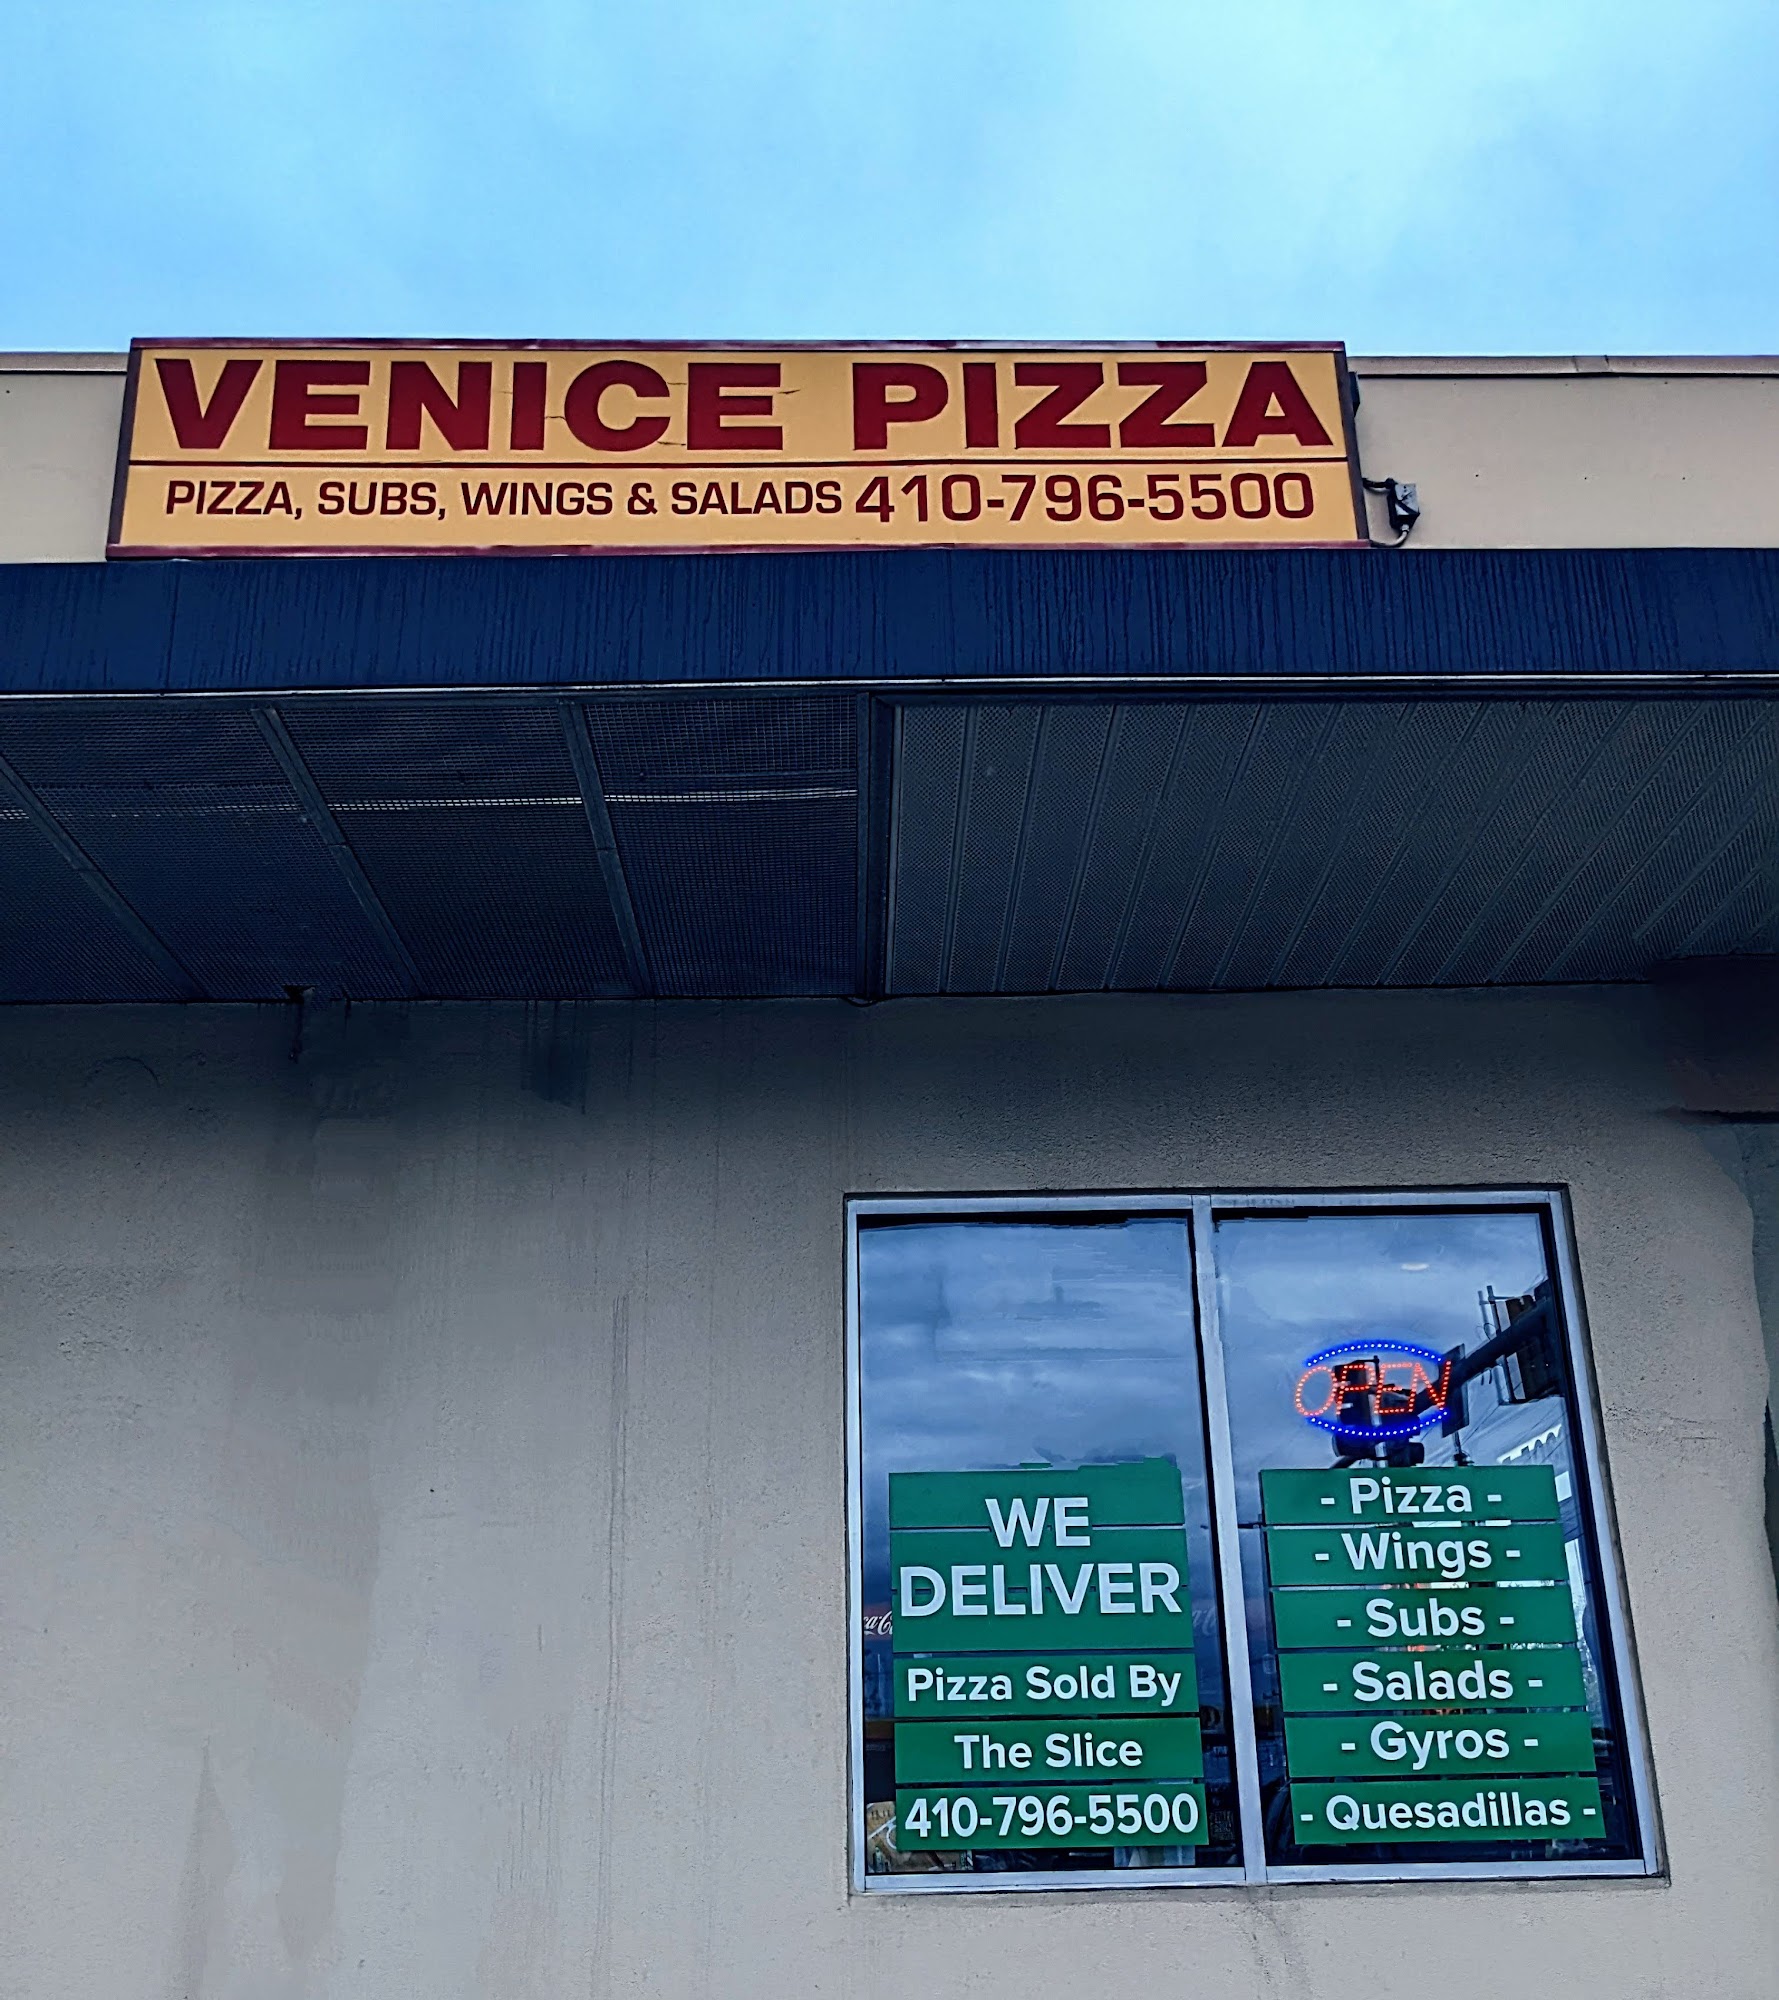 VENICE PIZZA
PIZZA, SUBS, WINGS & SALADS 410-796-5500
OPEN
WE
DELIVER
Pizza Sold By
The Slice
410-796-5500
- Pizza -
- Wings -
- Subs -
- Salads -
- Gyros -
- Quesadillas -